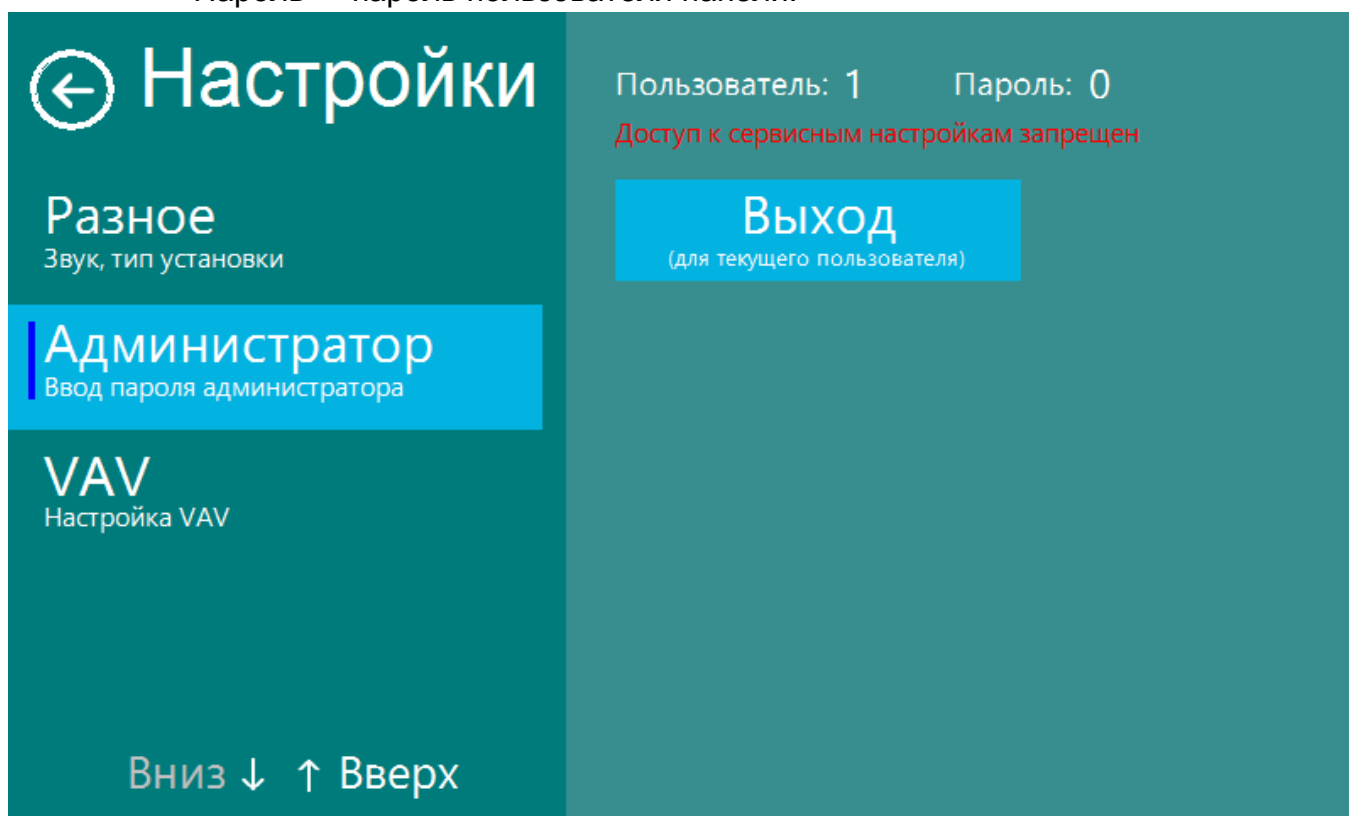 Настройки
Разное
Звук, тип установки
Администратор
Ввод пароля администратора
VAV
Настройка VAV
Вниз ↓ ↑ Вверх
Пользователь: 1 Пароль: 0
Доступ к сервисным настройкам запрещен
Выход
(для текущего пользователя)